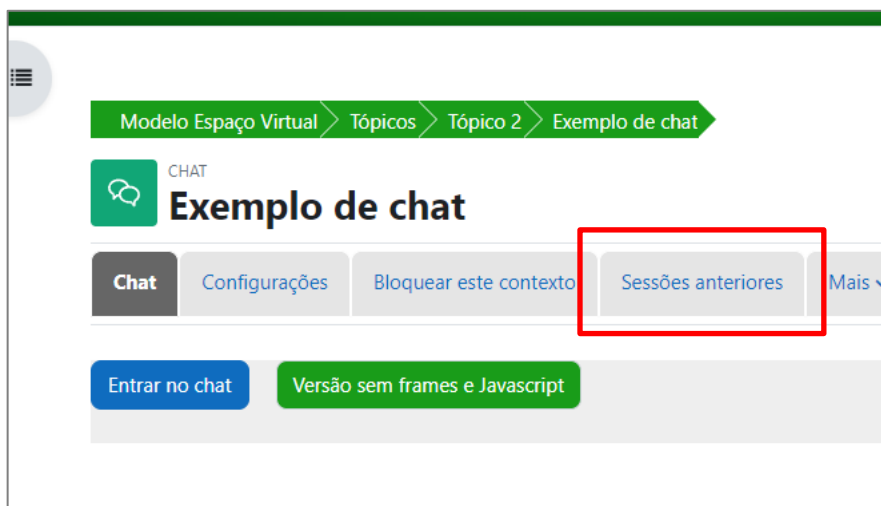 Modelo Espaço Virtual Tópicos Tópico 2 Exemplo de chat
CHAT
Exemplo de chat
Chat Configurações Bloquear este contexto Sessões anteriores Mais
Entrar no chat Versão sem frames e Javascript